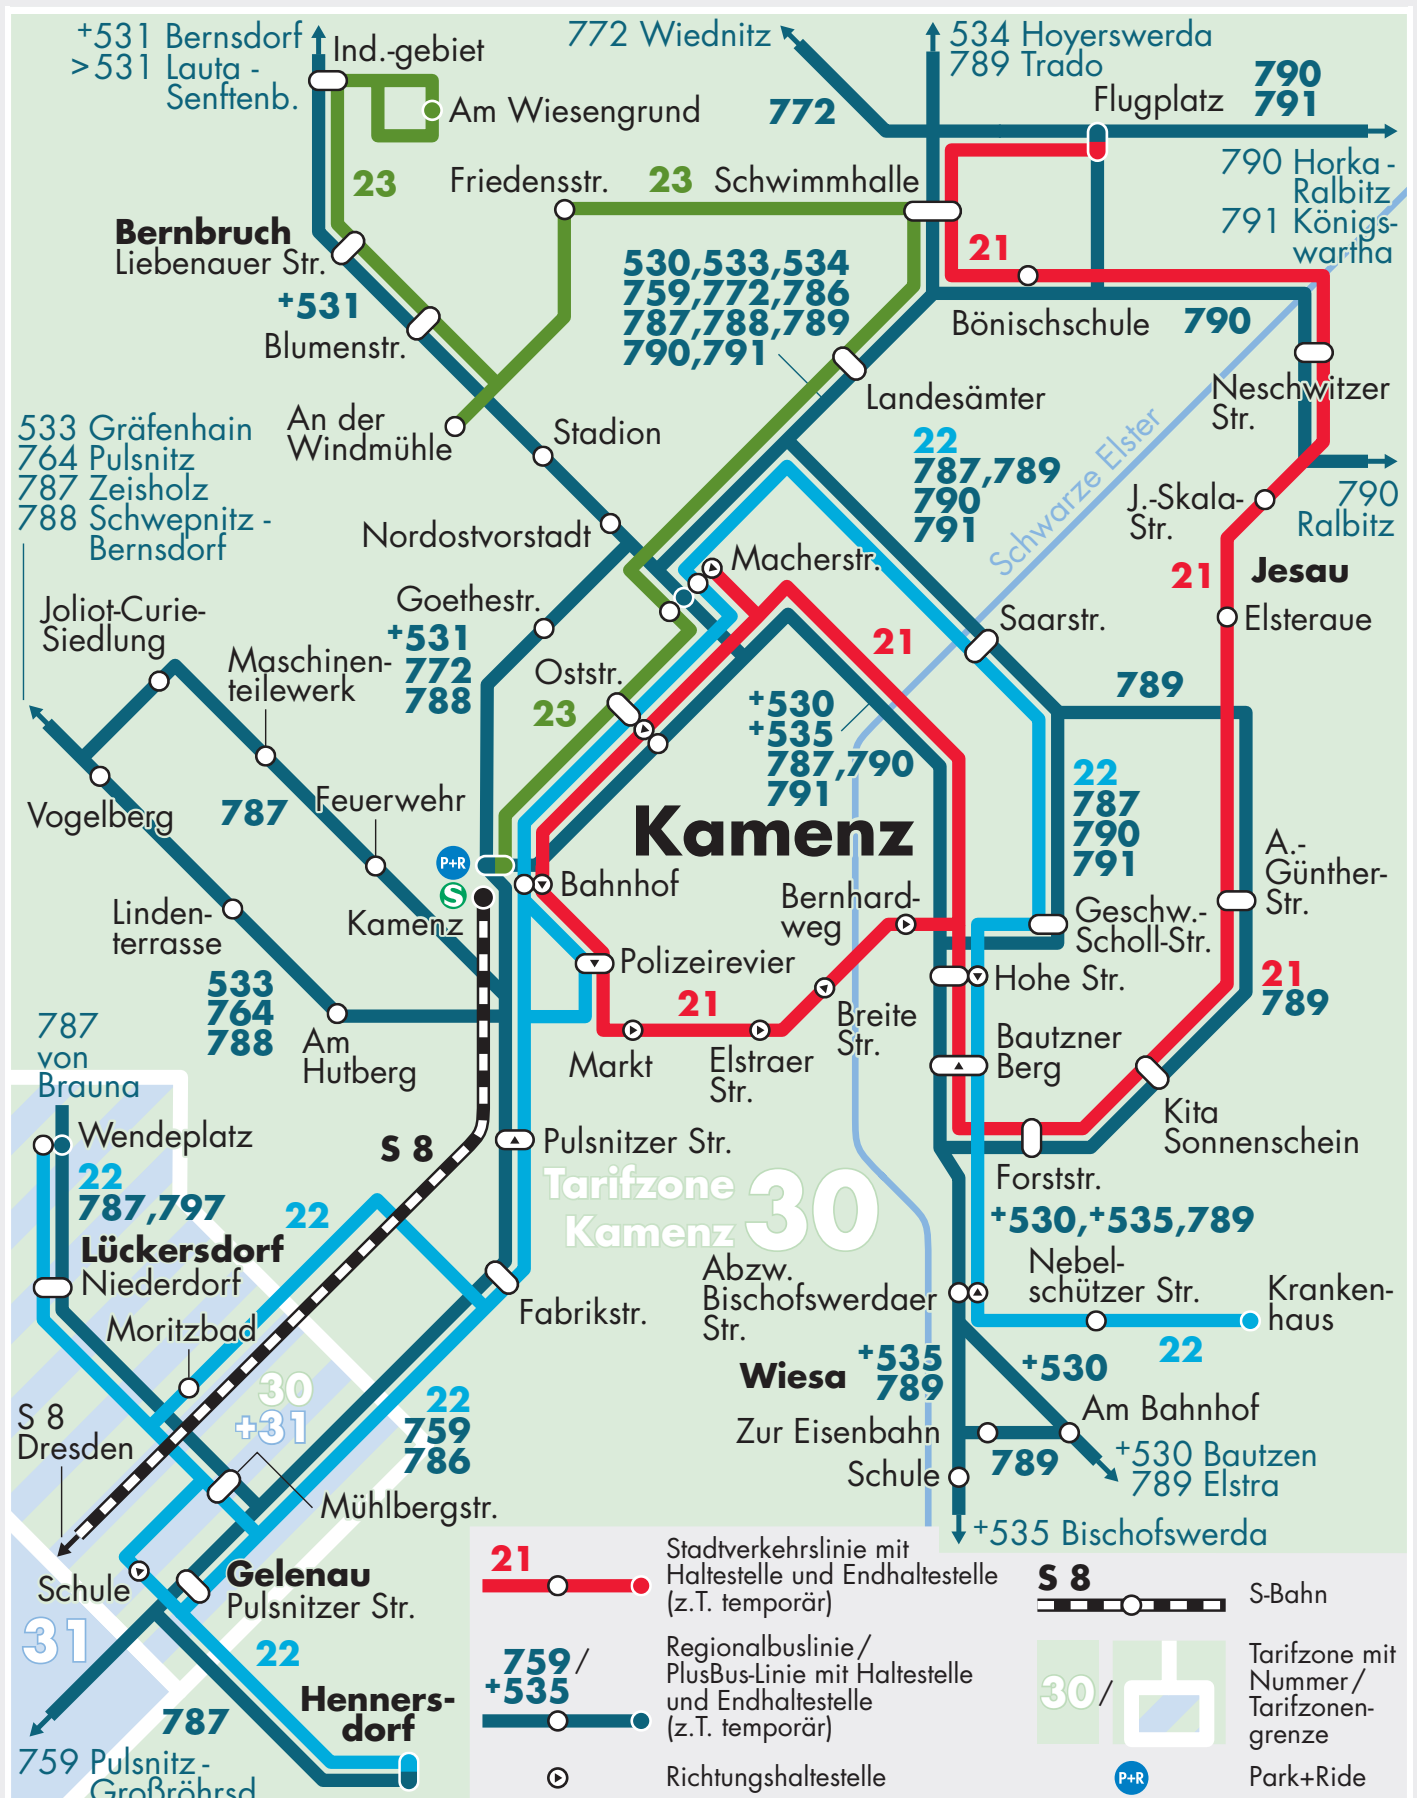 +531 Bernsdorf
>531 Lauta -
Senftenb.
Ind.-gebiet
Am Wiesengrund
772 Wiednitz
772
534 Hoyerswerda
789 Trado
Flugplatz
790
791
790 Horka -
Ralbitz
791 Königs-
wartha
23
Friedensstr.
23
Schwimmhalle
21
Bernbruch
Liebenauer Str.
+531
Blumenstr.
530,533,534
759,772,786
787,788,789
790,791
Bönischschule
790
Landesämter
Neschwitzer
Str.
An der
Windmühle
Stadion
533 Gräfenhain
764 Pulsnitz
787 Zeisholz
788 Schwepnitz -
Bernsdorf
22
787,789
790
791
Schwarze Elster
J.-Skala-
Str.
790
Ralbitz
Nordostvorstadt
Macherstr.
21
Jesau
Joliot-Curie-
Siedlung
Goethestr.
+531
772
788
Maschinen-
teilewerk
Oststr.
23
21
Saarstr.
Elsteraue
789
+530
+535
787,790
791
22
787
790
791
Vogelberg
787
Feuerwehr
Kamenz
P+R
S
Bahnhof
Bernhard-
weg
A.-
Günther-
Str.
Linden-
terrasse
Kamenz
Geschw.-
Scholl-Str.
Polizeirevier
Hohe Str.
21
789
533
764
788
21
Breite
Str.
787
von
Brauna
Am
Hutberg
Markt
Elstraer
Str.
Bautzner
Berg
Kita
Sonnenschein
Wendeplatz
22
787,797
S 8
Pulsnitzer Str.
Tarifzone
Kamenz
30
Forststr.
+530,+535,789
22
Lückersdorf
Niederdorf
Moritzbad
Fabrikstr.
Abzw.
Bischofswerdaer
Str.
Nebel-
schützer Str.
Kranken-
haus
22
Wiesa
+535
789
+530
30
+31
22
759
786
S 8
Dresden
Zur Eisenbahn
Am Bahnhof
789
Schule
+530 Bautzen
789 Elstra
+535 Bischofswerda
Mühlbergstr.
Schule
Gelenau
Pulsnitzer Str.
31
22
787
Henners-
dorf
759 Pulsnitz -
Großröhrsd.
21
Stadtverkehrslinie mit
Haltestelle und Endhaltestelle
(z.T. temporär)
759/
+535
Regionalbuslinie/
PlusBus-Linie mit Haltestelle
und Endhaltestelle
(z.T. temporär)
Richtungshaltestelle
S 8
S-Bahn
30/
Tarifzone mit
Nummer/
Tarifzonen-
grenze
P+R
Park+Ride